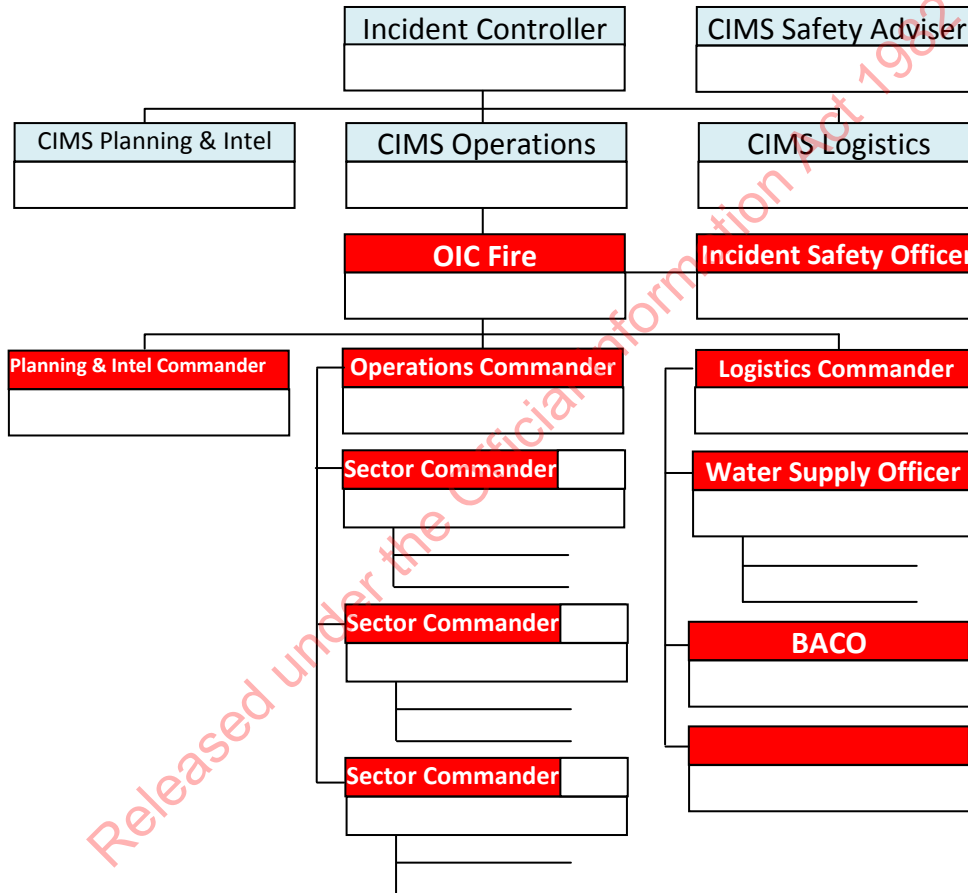 Incident Controller
CIMS Safety Adviser
CIMS Planning & Intel
CIMS Operations
CIMS Logistics
OIC Fire
Incident Safety Officer
Planning & Intel Commander
Operations Commander
Logistics Commander
Sector Commander
Water Supply Officer
Sector Commander
BACO
Sector Commander
Released under the Official Information Act 1982